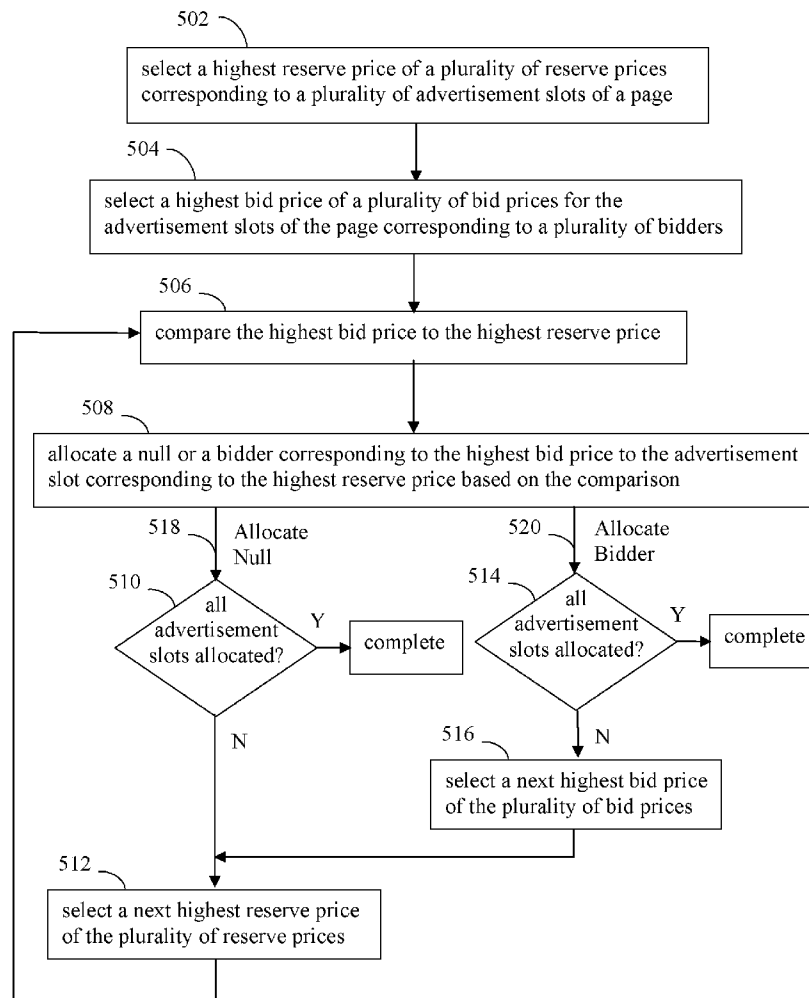 502
select a highest reserve price of a plurality of reserve prices
corresponding to a plurality of advertisement slots of a page
504
select a highest bid price of a plurality of bid prices for the
advertisement slots of the page corresponding to a plurality of bidders
506
compare the highest bid price to the highest reserve price
508
allocate a null or a bidder corresponding to the highest bid price to the advertisement
slot corresponding to the highest reserve price based on the comparison
518
Allocate
Null
520
Allocate
Bidder
510
all
advertisement
slots allocated?
Y
complete
N
514
all
advertisement
slots allocated?
Y
complete
N
516
select a next highest bid price
of the plurality of bid prices
512
select a next highest reserve price
of the plurality of reserve prices